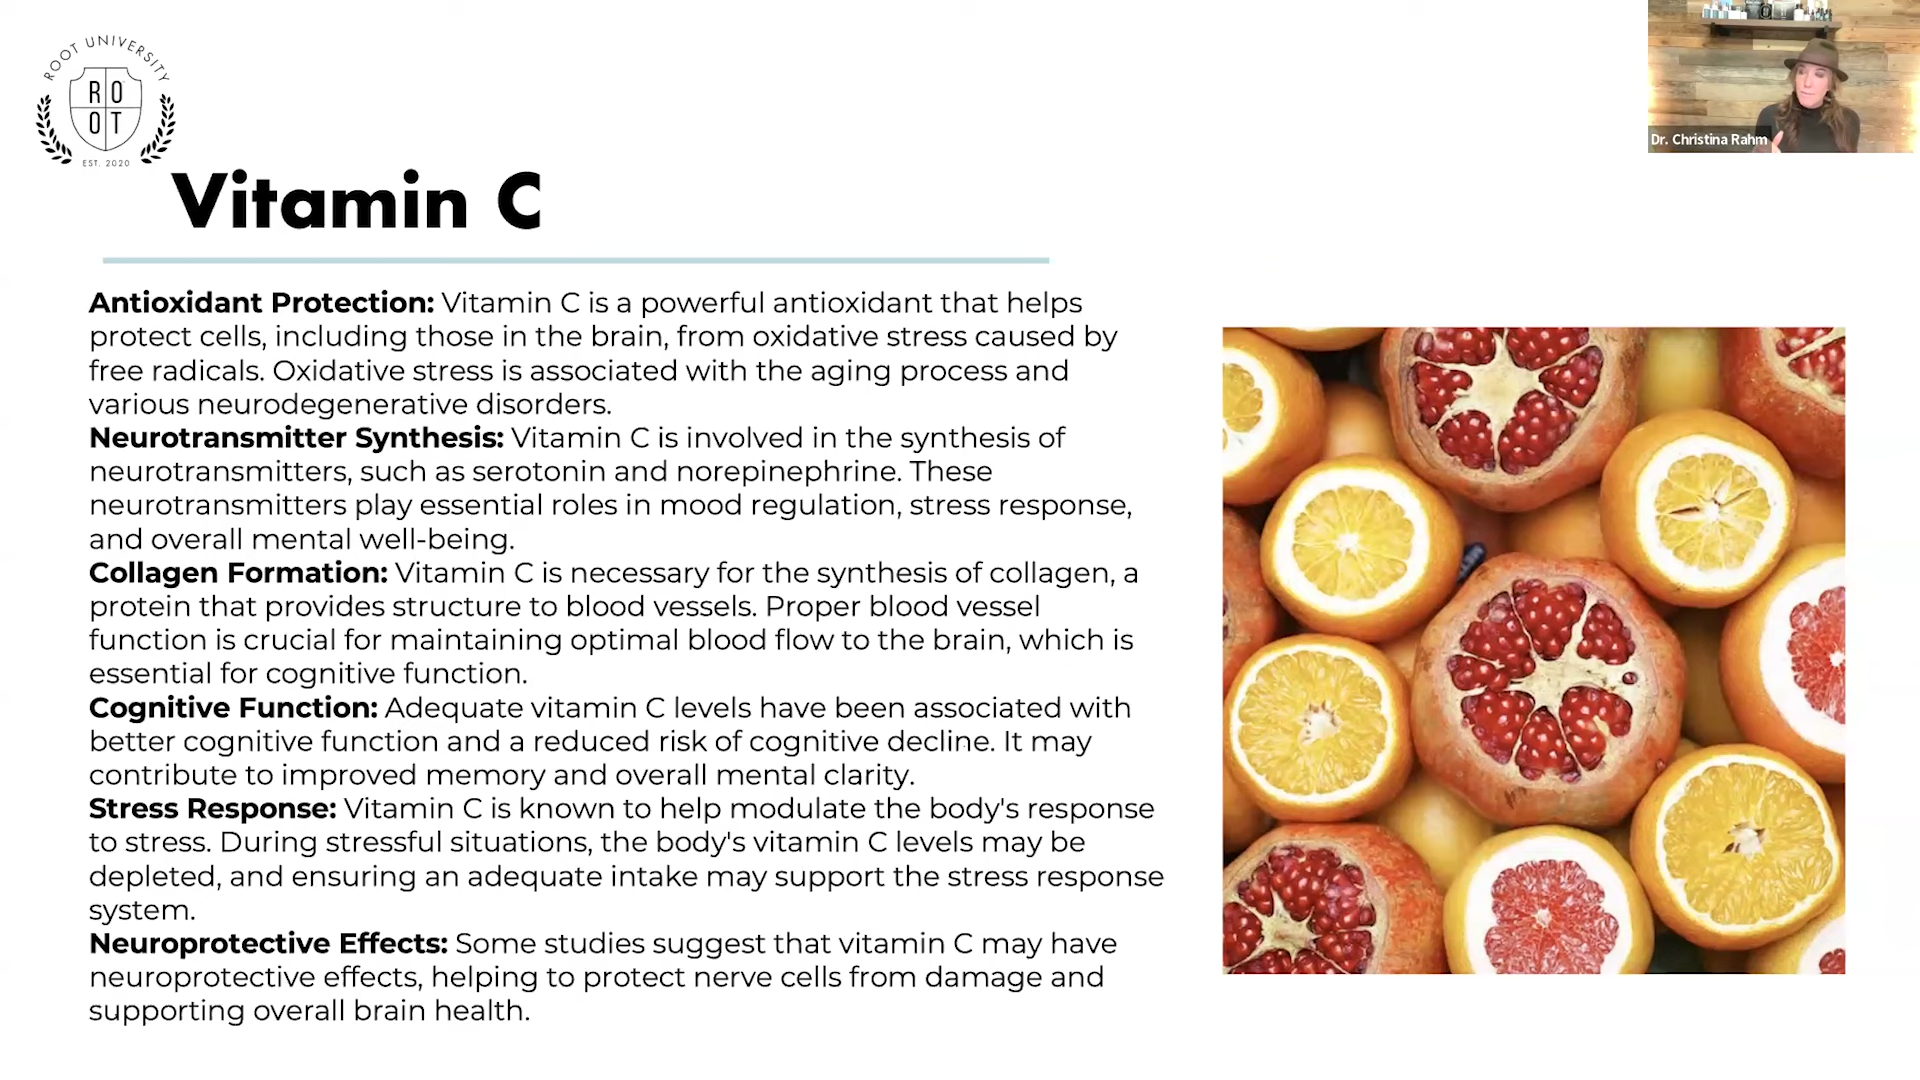 ROOT UNIVERSITY
RO
OT
EST. 2020
Dr. Christina Rahm
Vitamin C
Antioxidant Protection: Vitamin C is a powerful antioxidant that helps
protect cells, including those in the brain, from oxidative stress caused by
free radicals. Oxidative stress is associated with the aging process and
various neurodegenerative disorders.
Neurotransmitter Synthesis: Vitamin C is involved in the synthesis of
neurotransmitters, such as serotonin and norepinephrine. These
neurotransmitters play essential roles in mood regulation, stress response,
and overall mental well-being.
Collagen Formation: Vitamin C is necessary for the synthesis of collagen, a
protein that provides structure to blood vessels. Proper blood vessel
function is crucial for maintaining optimal blood flow to the brain, which is
essential for cognitive function.
Cognitive Function: Adequate vitamin C levels have been associated with
better cognitive function and a reduced risk of cognitive decline. It may
contribute to improved memory and overall mental clarity.
Stress Response: Vitamin C is known to help modulate the body's response
to stress. During stressful situations, the body's vitamin C levels may be
depleted, and ensuring an adequate intake may support the stress response
system.
Neuroprotective Effects: Some studies suggest that vitamin C may have
neuroprotective effects, helping to protect nerve cells from damage and
supporting overall brain health.